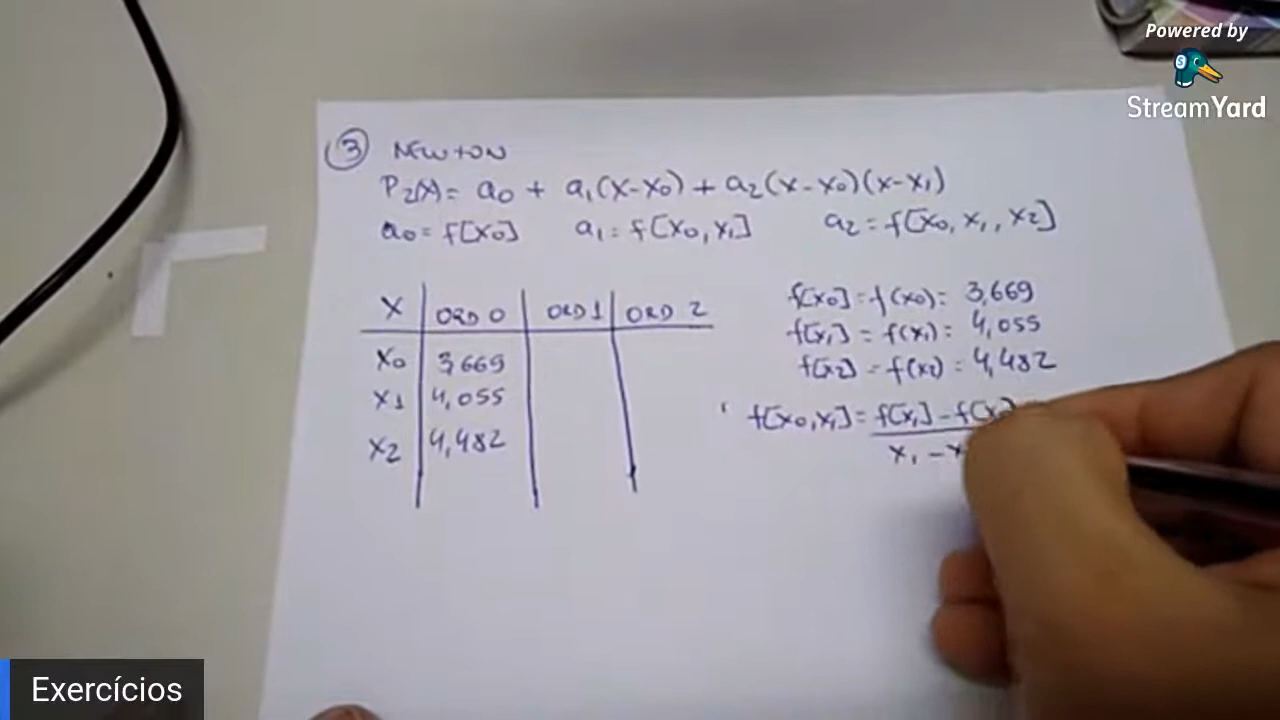 Powered by
StreamYard
3 NEWTON
P2(x) = a0 + a1(x-x0) + a2(x-x0)(x-x1)
a0 = f[x0] a1 = f[x0, x1] a2 = f[x0, x1, x2]
X ORD 0 ORD 1 ORD 2
x0 3,669
x1 4,055
x2 4,482
f[x0] = f(x0) = 3,669
f[x1] = f(x1) = 4,055
f[x2] = f(x2) = 4,482
f[x0,x1] = f[x1] - f[x
x1 - x
Exercícios